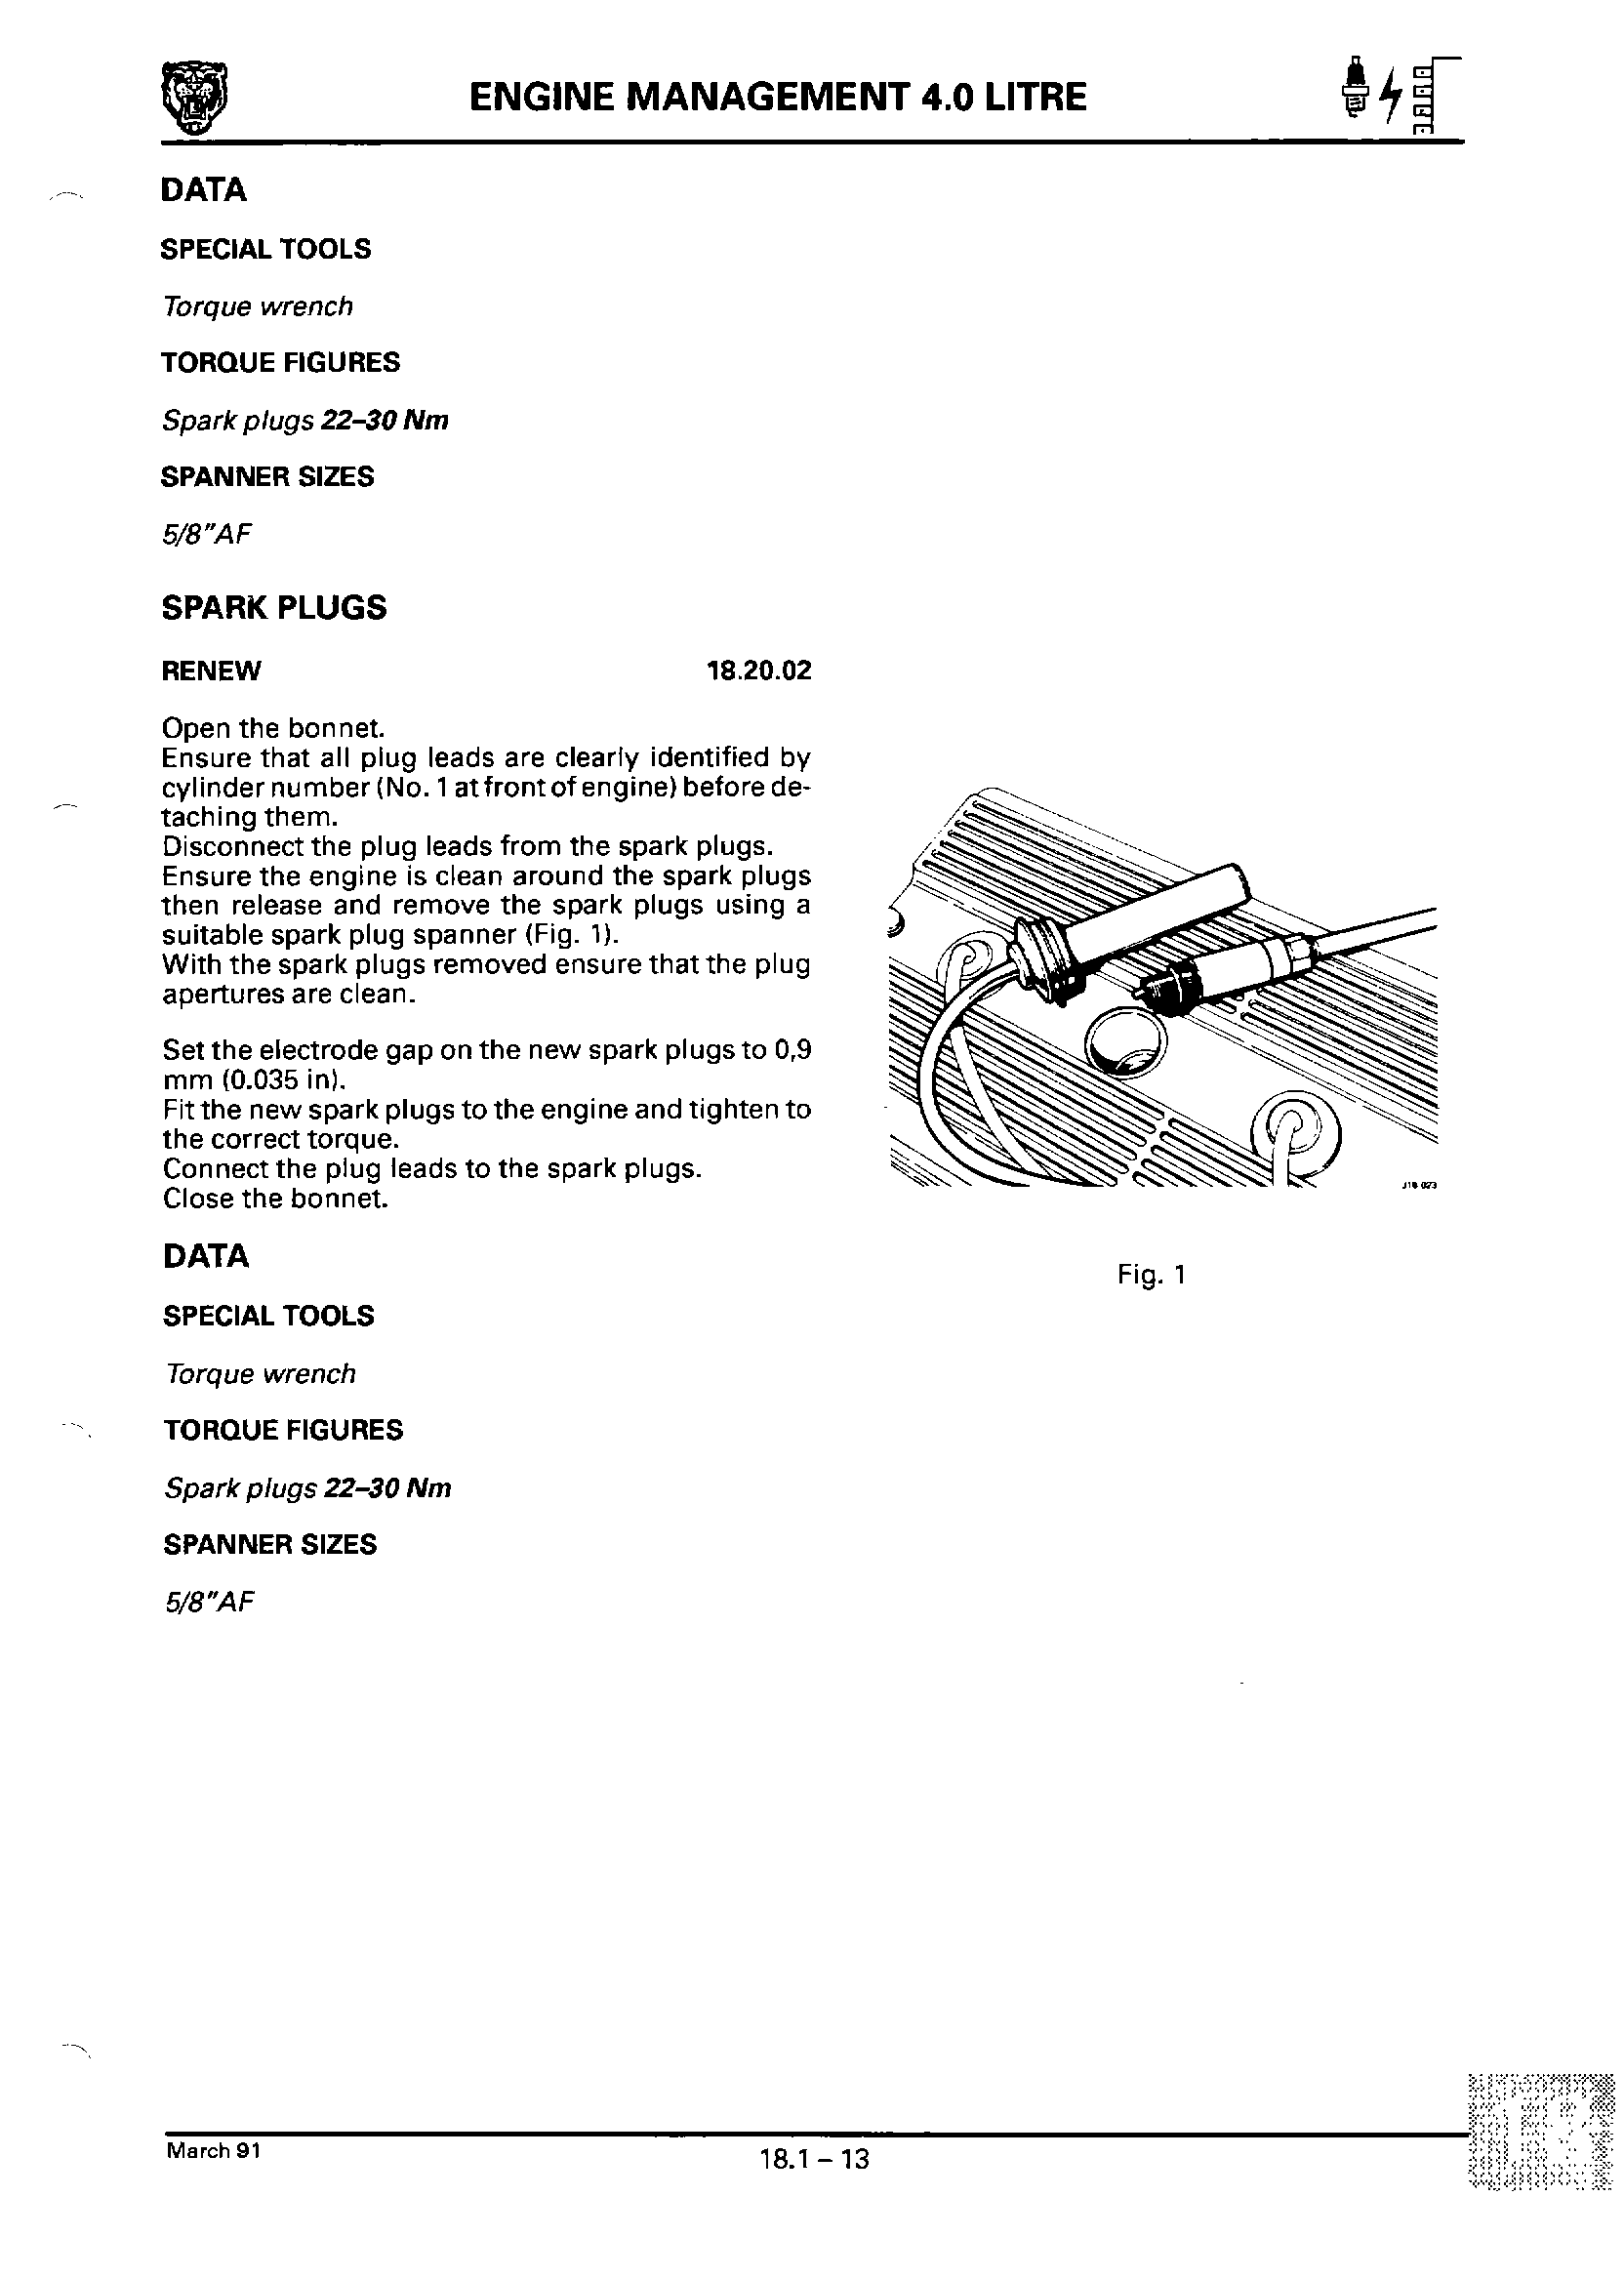 ENGINE MANAGEMENT 4.0 LITRE
DATA
SPECIAL TOOLS
Torque wrench
TORQUE FIGURES
Spark plugs 22–30 Nm
SPANNER SIZES
5/8"AF
SPARK PLUGS
RENEW 18.20.02
Open the bonnet.
Ensure that all plug leads are clearly identified by
cylinder number (No. 1 at front of engine) before de-
taching them.
Disconnect the plug leads from the spark plugs.
Ensure the engine is clean around the spark plugs
then release and remove the spark plugs using a
suitable spark plug spanner (Fig. 1).
With the spark plugs removed ensure that the plug
apertures are clean.
Set the electrode gap on the new spark plugs to 0,9
mm (0.035 in).
Fit the new spark plugs to the engine and tighten to
the correct torque.
Connect the plug leads to the spark plugs.
Close the bonnet.
DATA
SPECIAL TOOLS
Torque wrench
TORQUE FIGURES
Spark plugs 22–30 Nm
SPANNER SIZES
5/8"AF
J18 023
Fig. 1
March 91
18.1 – 13